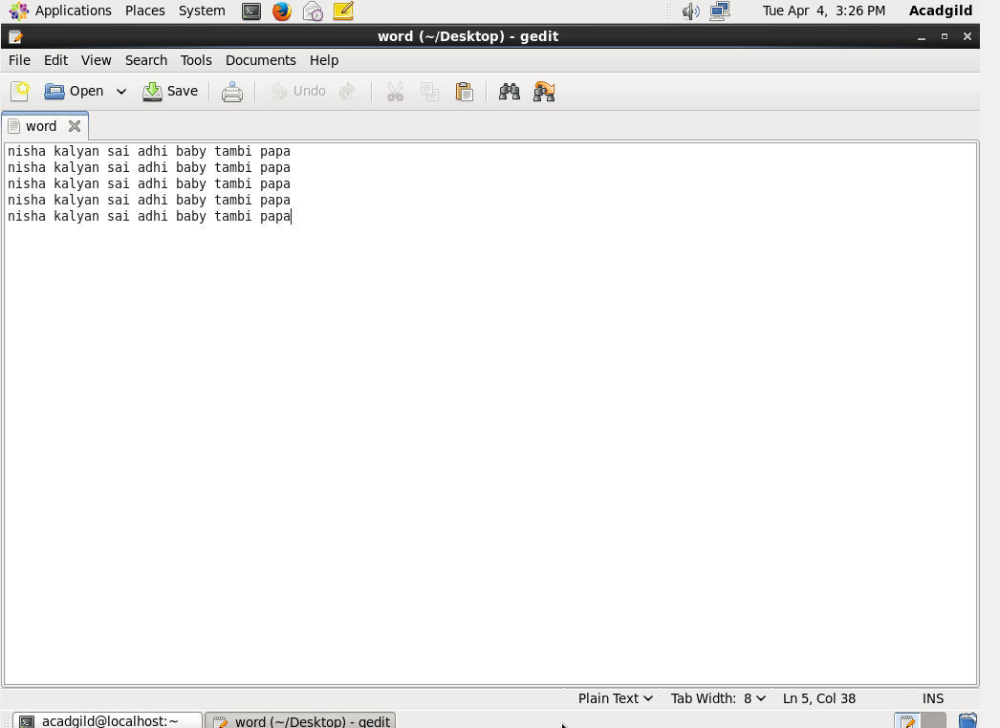 Applications Places System Tue Apr 4, 3:26 PM Acadgild
word (~/Desktop) - gedit
File Edit View Search Tools Documents Help
Open Save Undo
word
nisha kalyan sai adhi baby tambi papa
nisha kalyan sai adhi baby tambi papa
nisha kalyan sai adhi baby tambi papa
nisha kalyan sai adhi baby tambi papa
nisha kalyan sai adhi baby tambi papa
Plain Text Tab Width: 8 Ln 5, Col 38 INS
acadgild@localhost:~ word (~/Desktop) - gedit